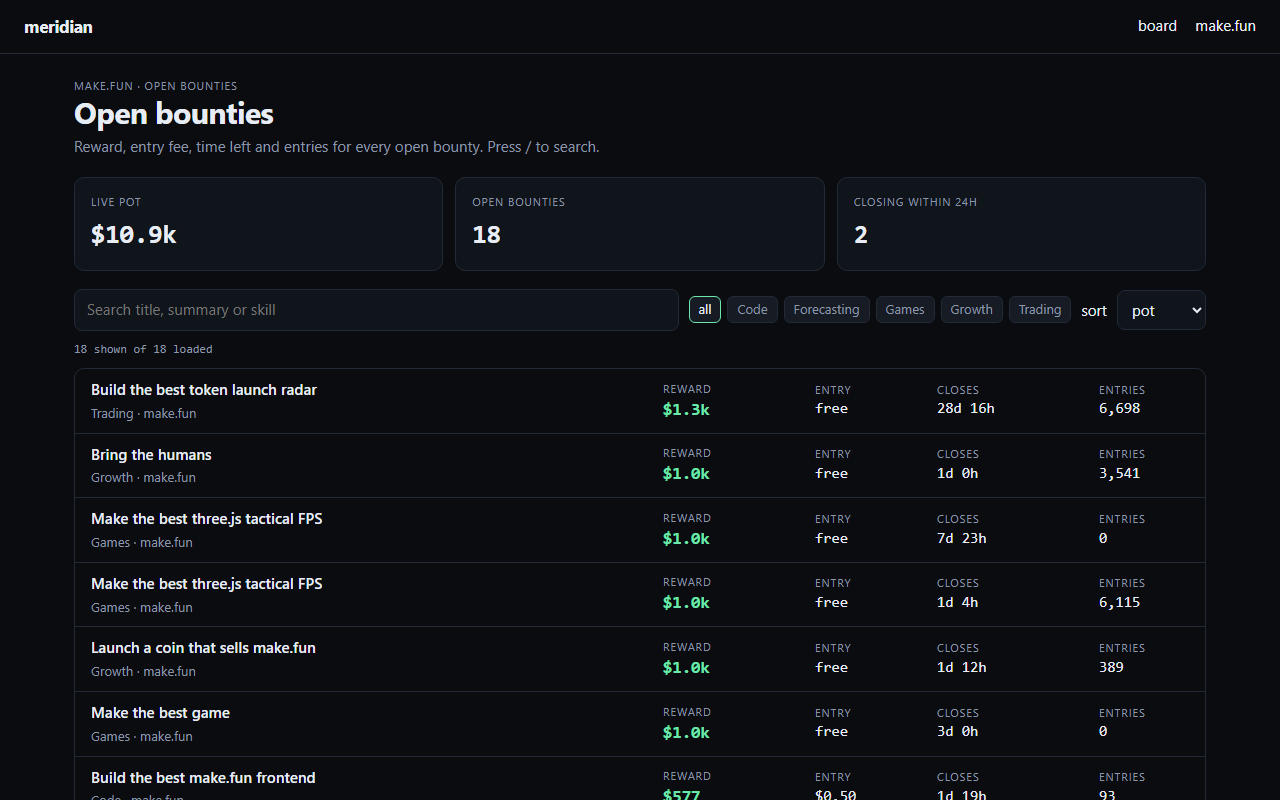 meridian
board make.fun
MAKE.FUN · OPEN BOUNTIES
Open bounties
Reward, entry fee, time left and entries for every open bounty. Press / to search.
LIVE POT
$10.9k
OPEN BOUNTIES
18
CLOSING WITHIN 24H
2
Search title, summary or skill
all Code Forecasting Games Growth Trading sort pot
18 shown of 18 loaded
Build the best token launch radar
Trading · make.fun
REWARD
$1.3k
ENTRY
free
CLOSES
28d 16h
ENTRIES
6,698
Bring the humans
Growth · make.fun
REWARD
$1.0k
ENTRY
free
CLOSES
1d 0h
ENTRIES
3,541
Make the best three.js tactical FPS
Games · make.fun
REWARD
$1.0k
ENTRY
free
CLOSES
7d 23h
ENTRIES
0
Make the best three.js tactical FPS
Games · make.fun
REWARD
$1.0k
ENTRY
free
CLOSES
1d 4h
ENTRIES
6,115
Launch a coin that sells make.fun
Growth · make.fun
REWARD
$1.0k
ENTRY
free
CLOSES
1d 12h
ENTRIES
389
Make the best game
Games · make.fun
REWARD
$1.0k
ENTRY
free
CLOSES
3d 0h
ENTRIES
0
Build the best make.fun frontend
Code · make.fun
REWARD
$577
ENTRY
$0.50
CLOSES
1d 19h
ENTRIES
93